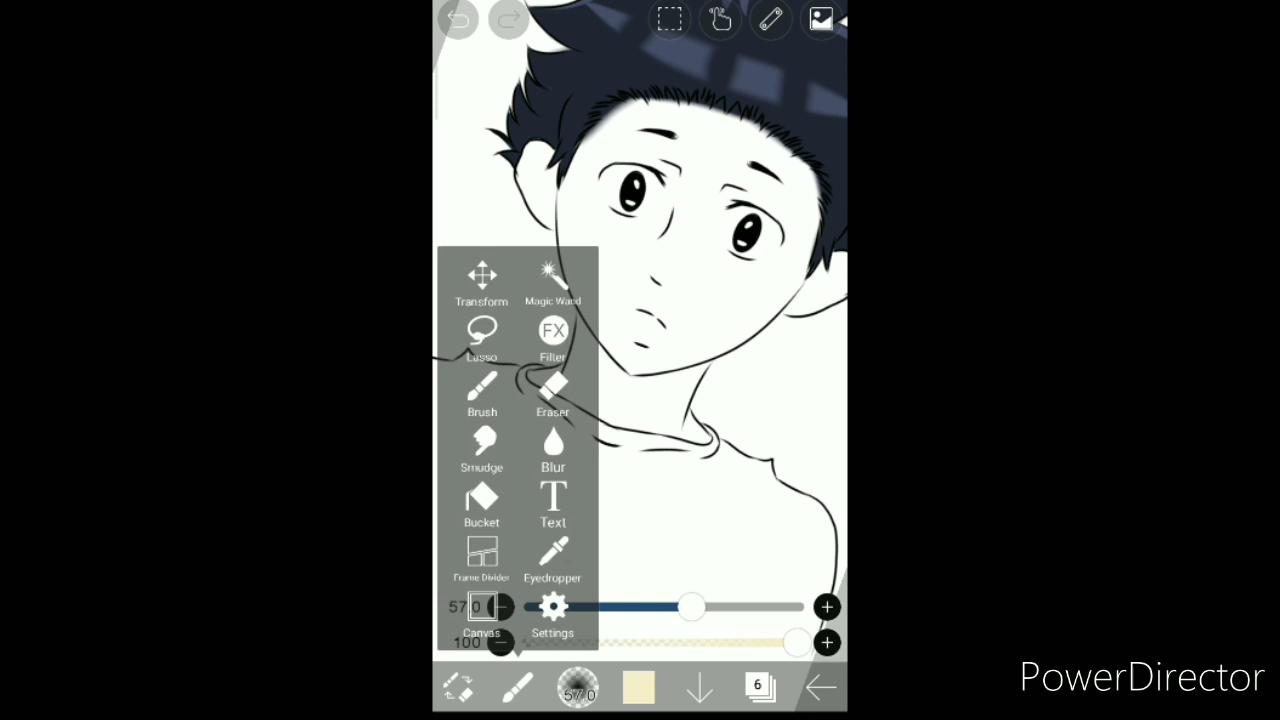 Transform
Magic Wand
Lasso
FX
Filter
Brush
Eraser
Smudge
Blur
Bucket
T
Text
Frame Divider
Eyedropper
57.0
Canvas
Settings
100
57.0
6
PowerDirector